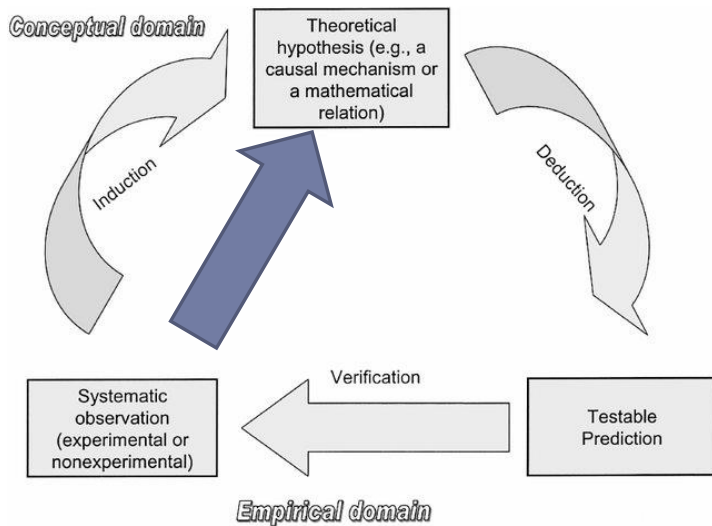 Conceptual domain
Theoretical
hypothesis (e.g., a
causal mechanism or
a mathematical
relation)
Induction
Deduction
Verification
Systematic
observation
(experimental or
nonexperimental)
Testable
Prediction
Empirical domain